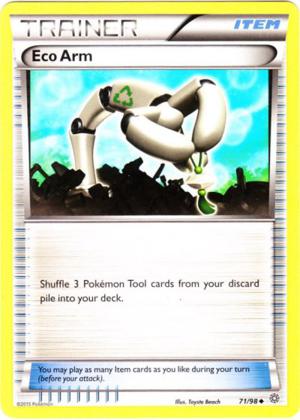 TRAINER ITEM
Eco Arm
Shuffle 3 Pokémon Tool cards from your discard
pile into your deck.
You may play as many Item cards as you like during your turn
(before your attack).
©2015 Pokémon Illus. Toyste Beach 71/98